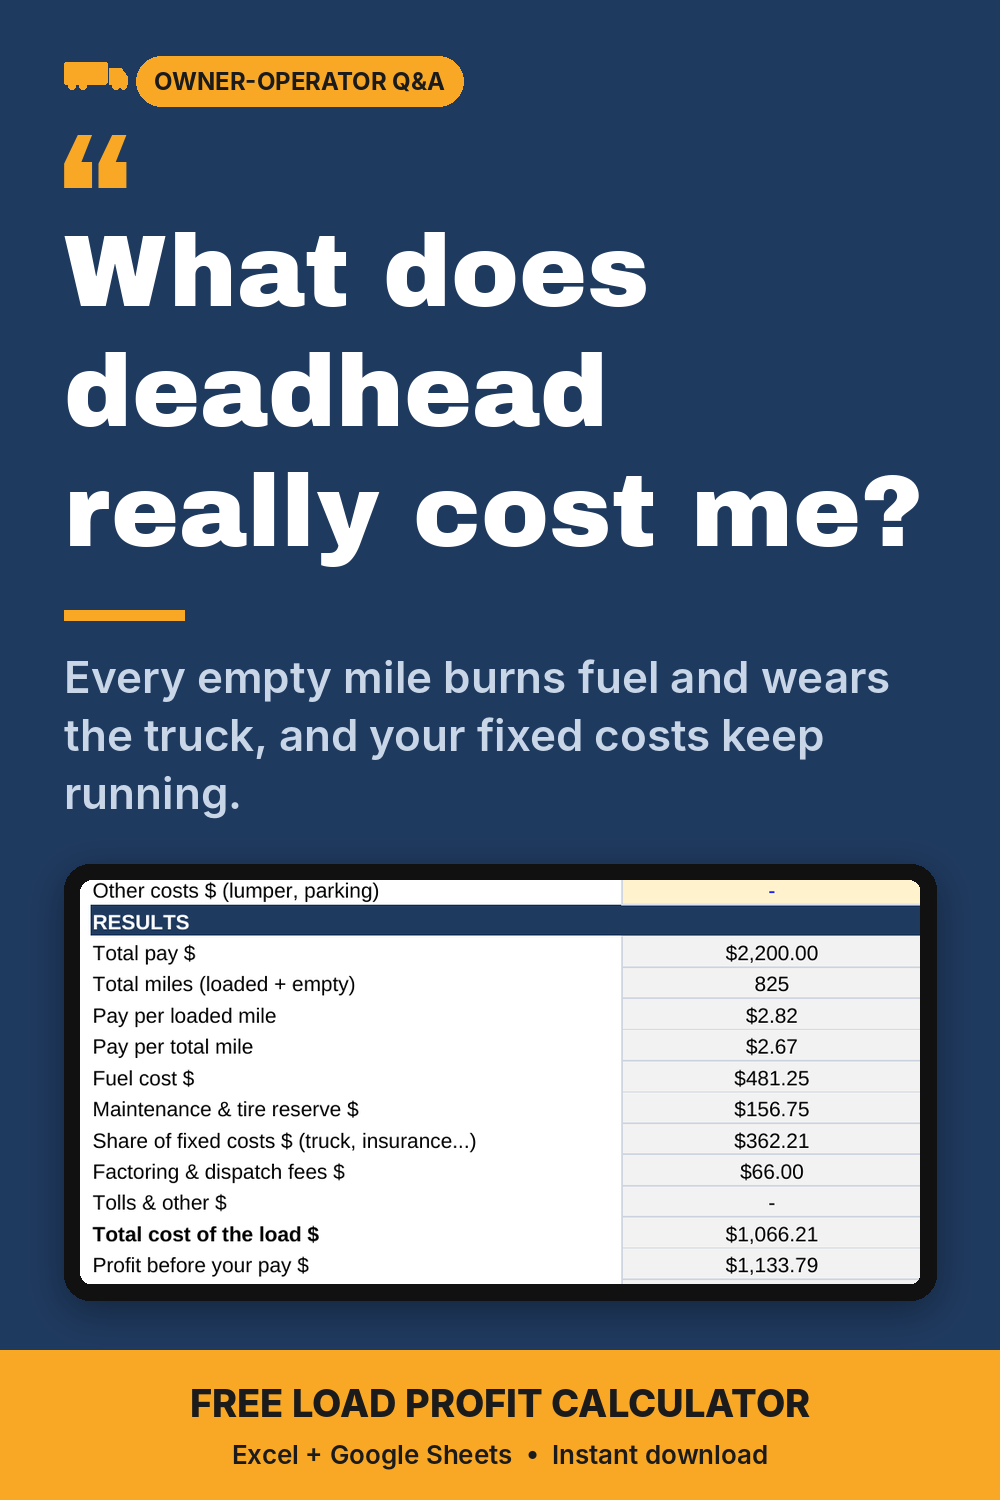 OWNER-OPERATOR Q&A
“
What does
deadhead
really cost me?
Every empty mile burns fuel and wears
the truck, and your fixed costs keep
running.
Other costs $ (lumper, parking) -
RESULTS
Total pay $ $2,200.00
Total miles (loaded + empty) 825
Pay per loaded mile $2.82
Pay per total mile $2.67
Fuel cost $ $481.25
Maintenance & tire reserve $ $156.75
Share of fixed costs $ (truck, insurance...) $362.21
Factoring & dispatch fees $ $66.00
Tolls & other $ -
Total cost of the load $ $1,066.21
Profit before your pay $ $1,133.79
FREE LOAD PROFIT CALCULATOR
Excel + Google Sheets • Instant download